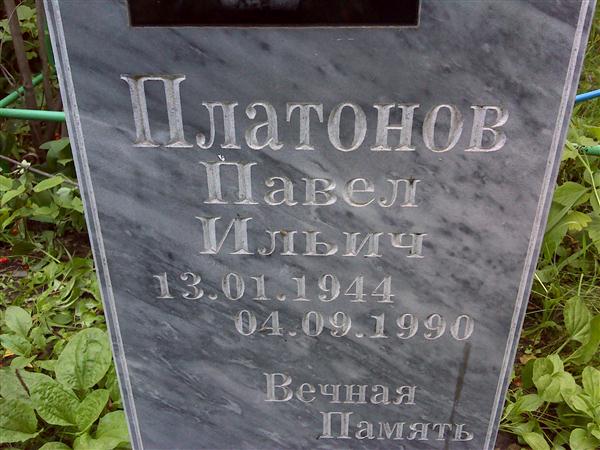 Платонов
Павел
Ильич
13.01.1944
04.09.1990
Вечная
Память